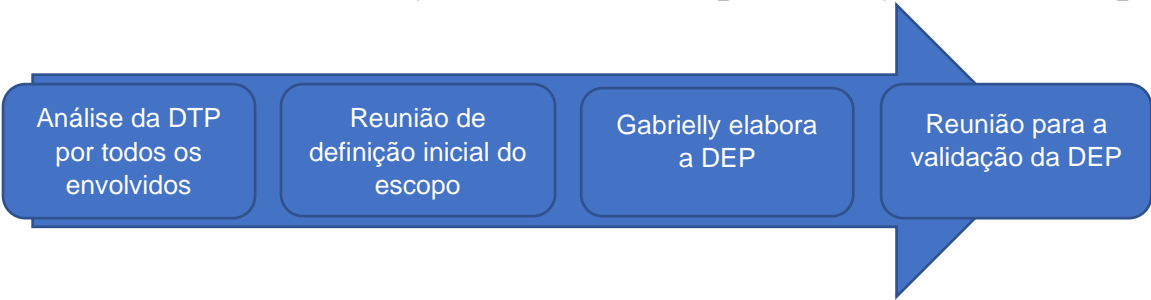 Análise da DTP
por todos os
envolvidos
Reunião de
definição inicial do
escopo
Gabrielly elabora
a DEP
Reunião para a
validação da DEP